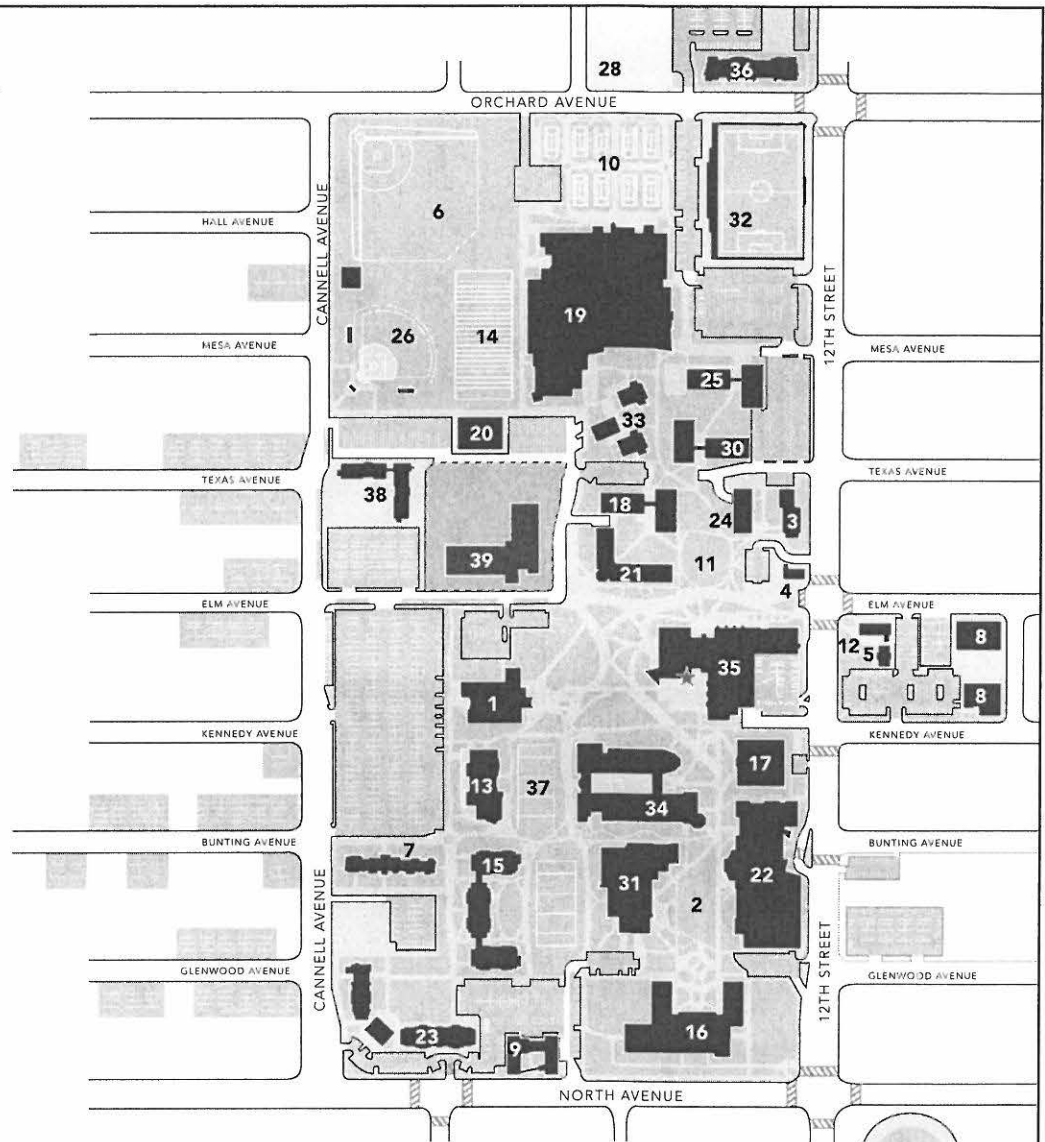 28
36
ORCHARD AVENUE
10
6
32
HALL AVENUE
CANNELL AVENUE
12TH STREET
19
26
14
MESA AVENUE
MESA AVENUE
25
33
20
30
TEXAS AVENUE
TEXAS AVENUE
38
18
24
3
39
21
11
4
ELM AVENUE
ELM AVENUE
12
5
8
35
1
8
KENNEDY AVENUE
KENNEDY AVENUE
17
13
37
34
BUNTING AVENUE
BUNTING AVENUE
7
15
31
22
2
CANNELL AVENUE
12TH STREET
GLENWOOD AVENUE
GLENWOOD AVENUE
23
9
16
NORTH AVENUE